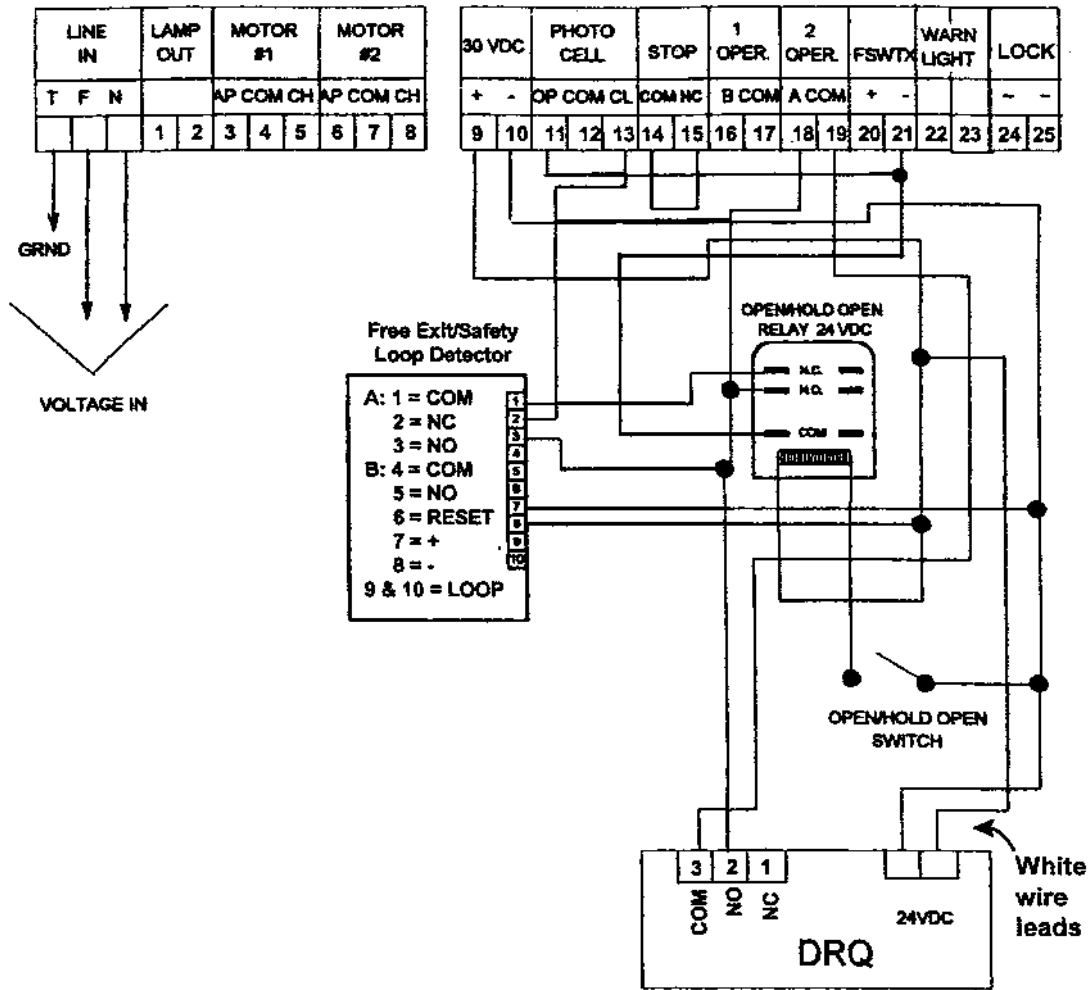 LINE IN
LAMP OUT
MOTOR #1
MOTOR #2
T F N
AP COM CH
AP COM CH
1 2 3 4 5 6 7 8
30 VDC
PHOTO CELL
STOP
1 OPER.
2 OPER.
FSWTX
WARN LIGHT
LOCK
+ -
OP COM CL
COM NC
B COM
A COM
+ -
~ ~
9 10 11 12 13 14 15 16 17 18 19 20 21 22 23 24 25
GRND
VOLTAGE IN
Free Exit/Safety
Loop Detector
A: 1 = COM
2 = NC
3 = NO
B: 4 = COM
5 = NO
6 = RESET
7 = +
8 = -
9 & 10 = LOOP
1
2
3
4
5
6
7
8
9
10
OPEN/HOLD OPEN
RELAY 24 VDC
N.C.
N.O.
COM
OPEN/HOLD OPEN
SWITCH
3 2 1
COM
NO
NC
24VDC
DRQ
White
wire
leads